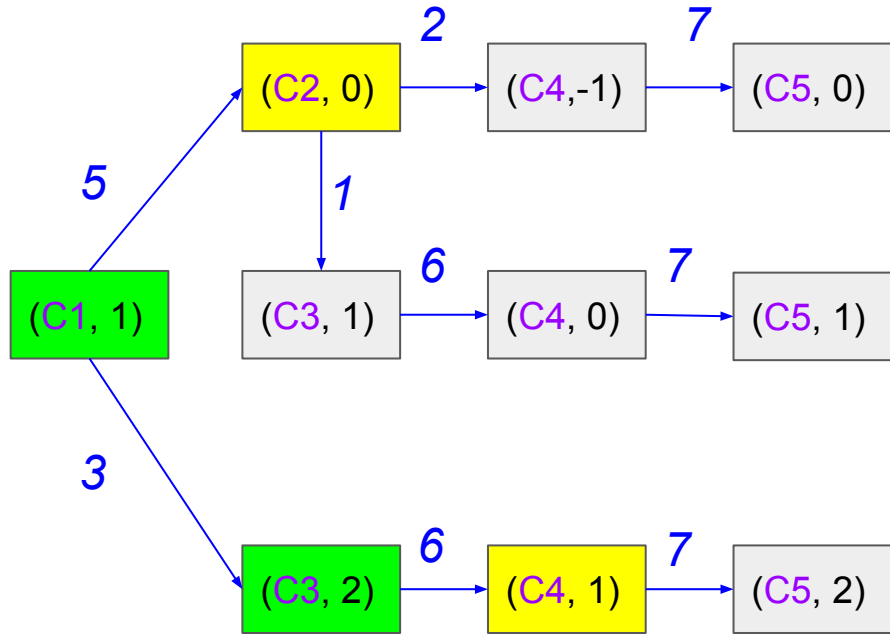 2
7
(C2, 0)
(C4,-1)
(C5, 0)
5
1
6
7
(C1, 1)
(C3, 1)
(C4, 0)
(C5, 1)
3
6
7
(C3, 2)
(C4, 1)
(C5, 2)